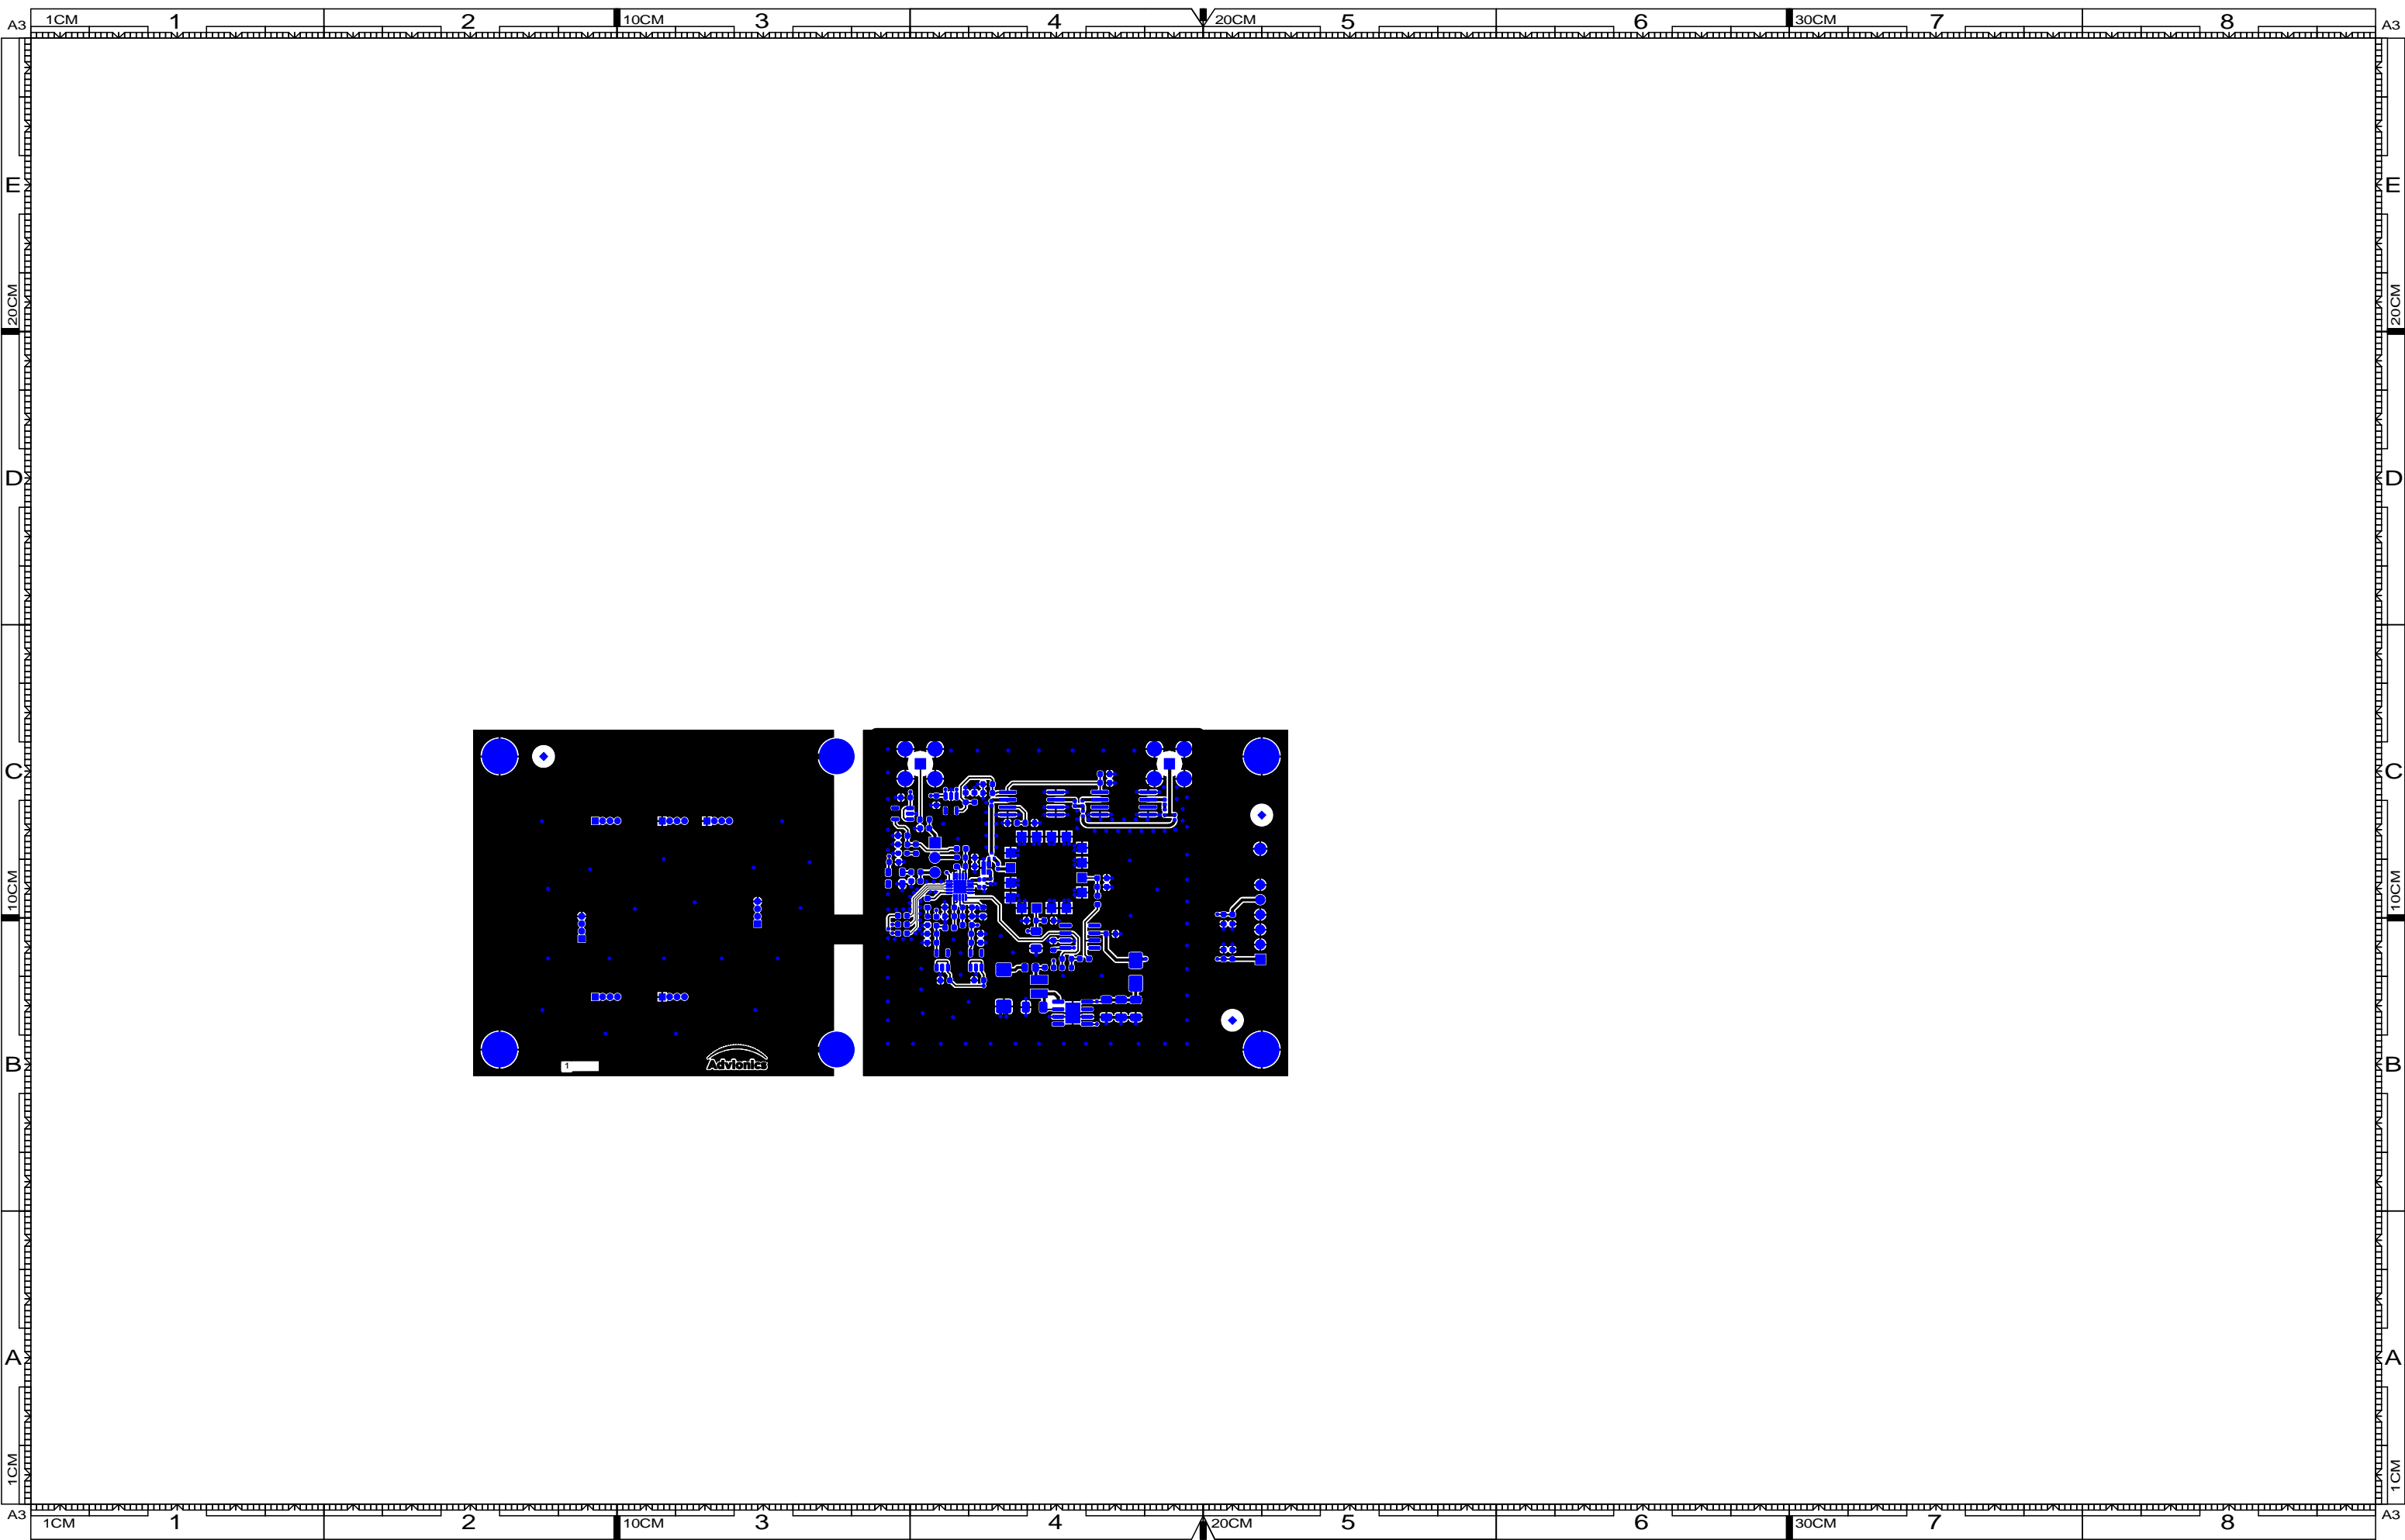 A3 1CM 1 2 10CM 3 4 20CM 5 6 30CM 7 8 A3
E E
20CM 20CM
D D
C C
10CM 10CM
B 1 Advionics B
A A
1CM 1CM
A3 1CM 1 2 10CM 3 4 20CM 5 6 30CM 7 8 A3